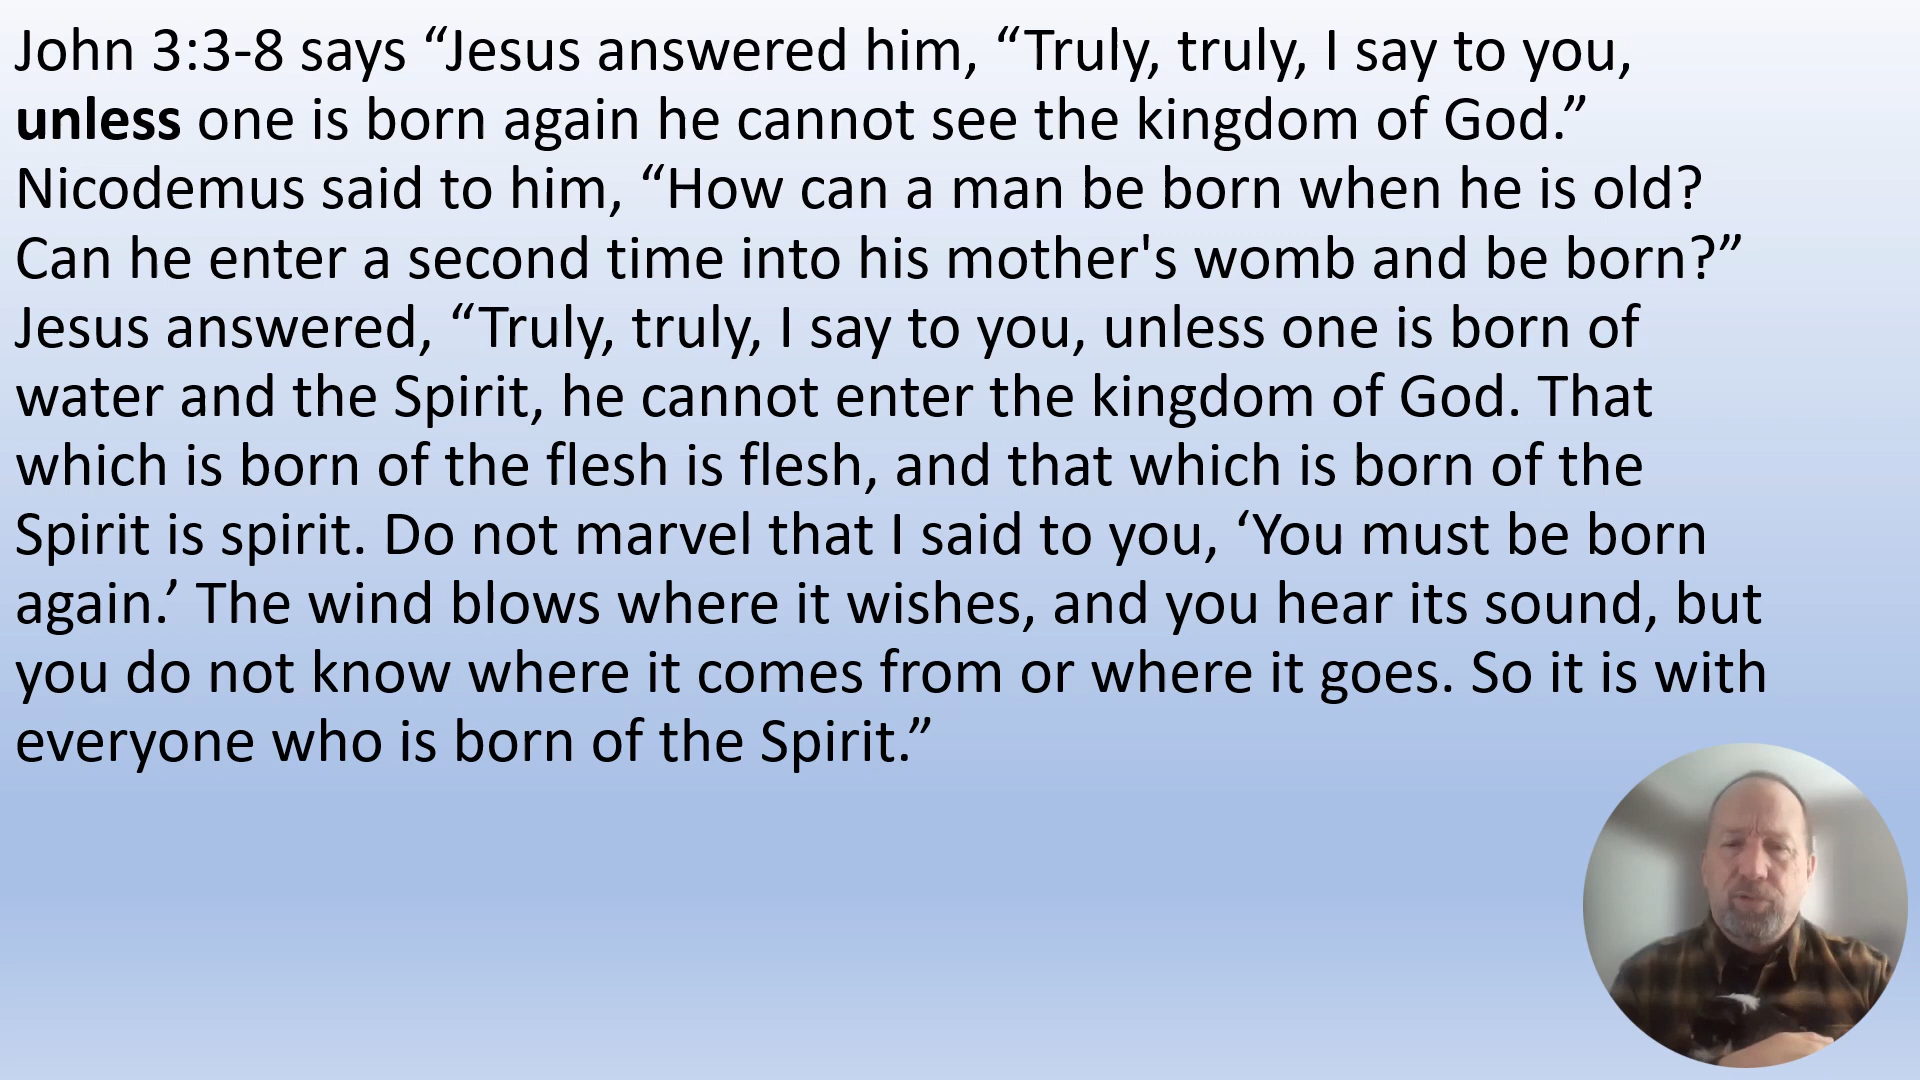 John 3:3-8 says “Jesus answered him, “Truly, truly, I say to you,
unless one is born again he cannot see the kingdom of God.”
Nicodemus said to him, “How can a man be born when he is old?
Can he enter a second time into his mother's womb and be born?”
Jesus answered, “Truly, truly, I say to you, unless one is born of
water and the Spirit, he cannot enter the kingdom of God. That
which is born of the flesh is flesh, and that which is born of the
Spirit is spirit. Do not marvel that I said to you, ‘You must be born
again.’ The wind blows where it wishes, and you hear its sound, but
you do not know where it comes from or where it goes. So it is with
everyone who is born of the Spirit.”